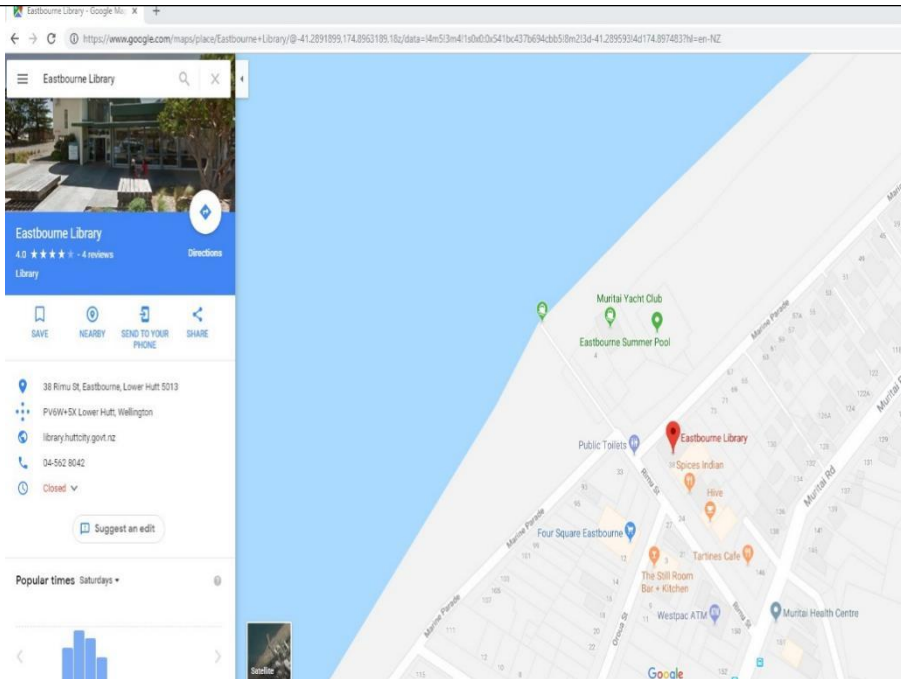 Eastbourne Library - Google Ma
https://www.google.com/maps/place/Eastbourne+Library/@-41.2891899,174.8963189,18z/data=!4m5!3m4!1s0x0:0x541bc437b694cbb5!8m2!3d-41.289593!4d174.897483?hl=en-NZ
Eastbourne Library
Eastbourne Library
4.0 ★★★★★ - 4 reviews
Library
Directions
SAVE
NEARBY
SEND TO YOUR
PHONE
SHARE
38 Rimu St, Eastbourne, Lower Hutt 5013
PV6W+5X Lower Hutt, Wellington
library.huttcity.govt.nz
04-562 8042
Closed
Suggest an edit
Popular times Saturdays
Satellite
Muritai Yacht Club
Eastbourne Summer Pool
4
Marine Parade
Public Toilets
Eastbourne Library
Spices Indian
Hive
Rimu St
Four Square Eastbourne
Tartines Cafe
The Still Room
Bar + Kitchen
Westpac ATM
Muritai Health Centre
Muritai Rd
Marine Parade
Marine Parade
Oroua St
Rimu St
Google